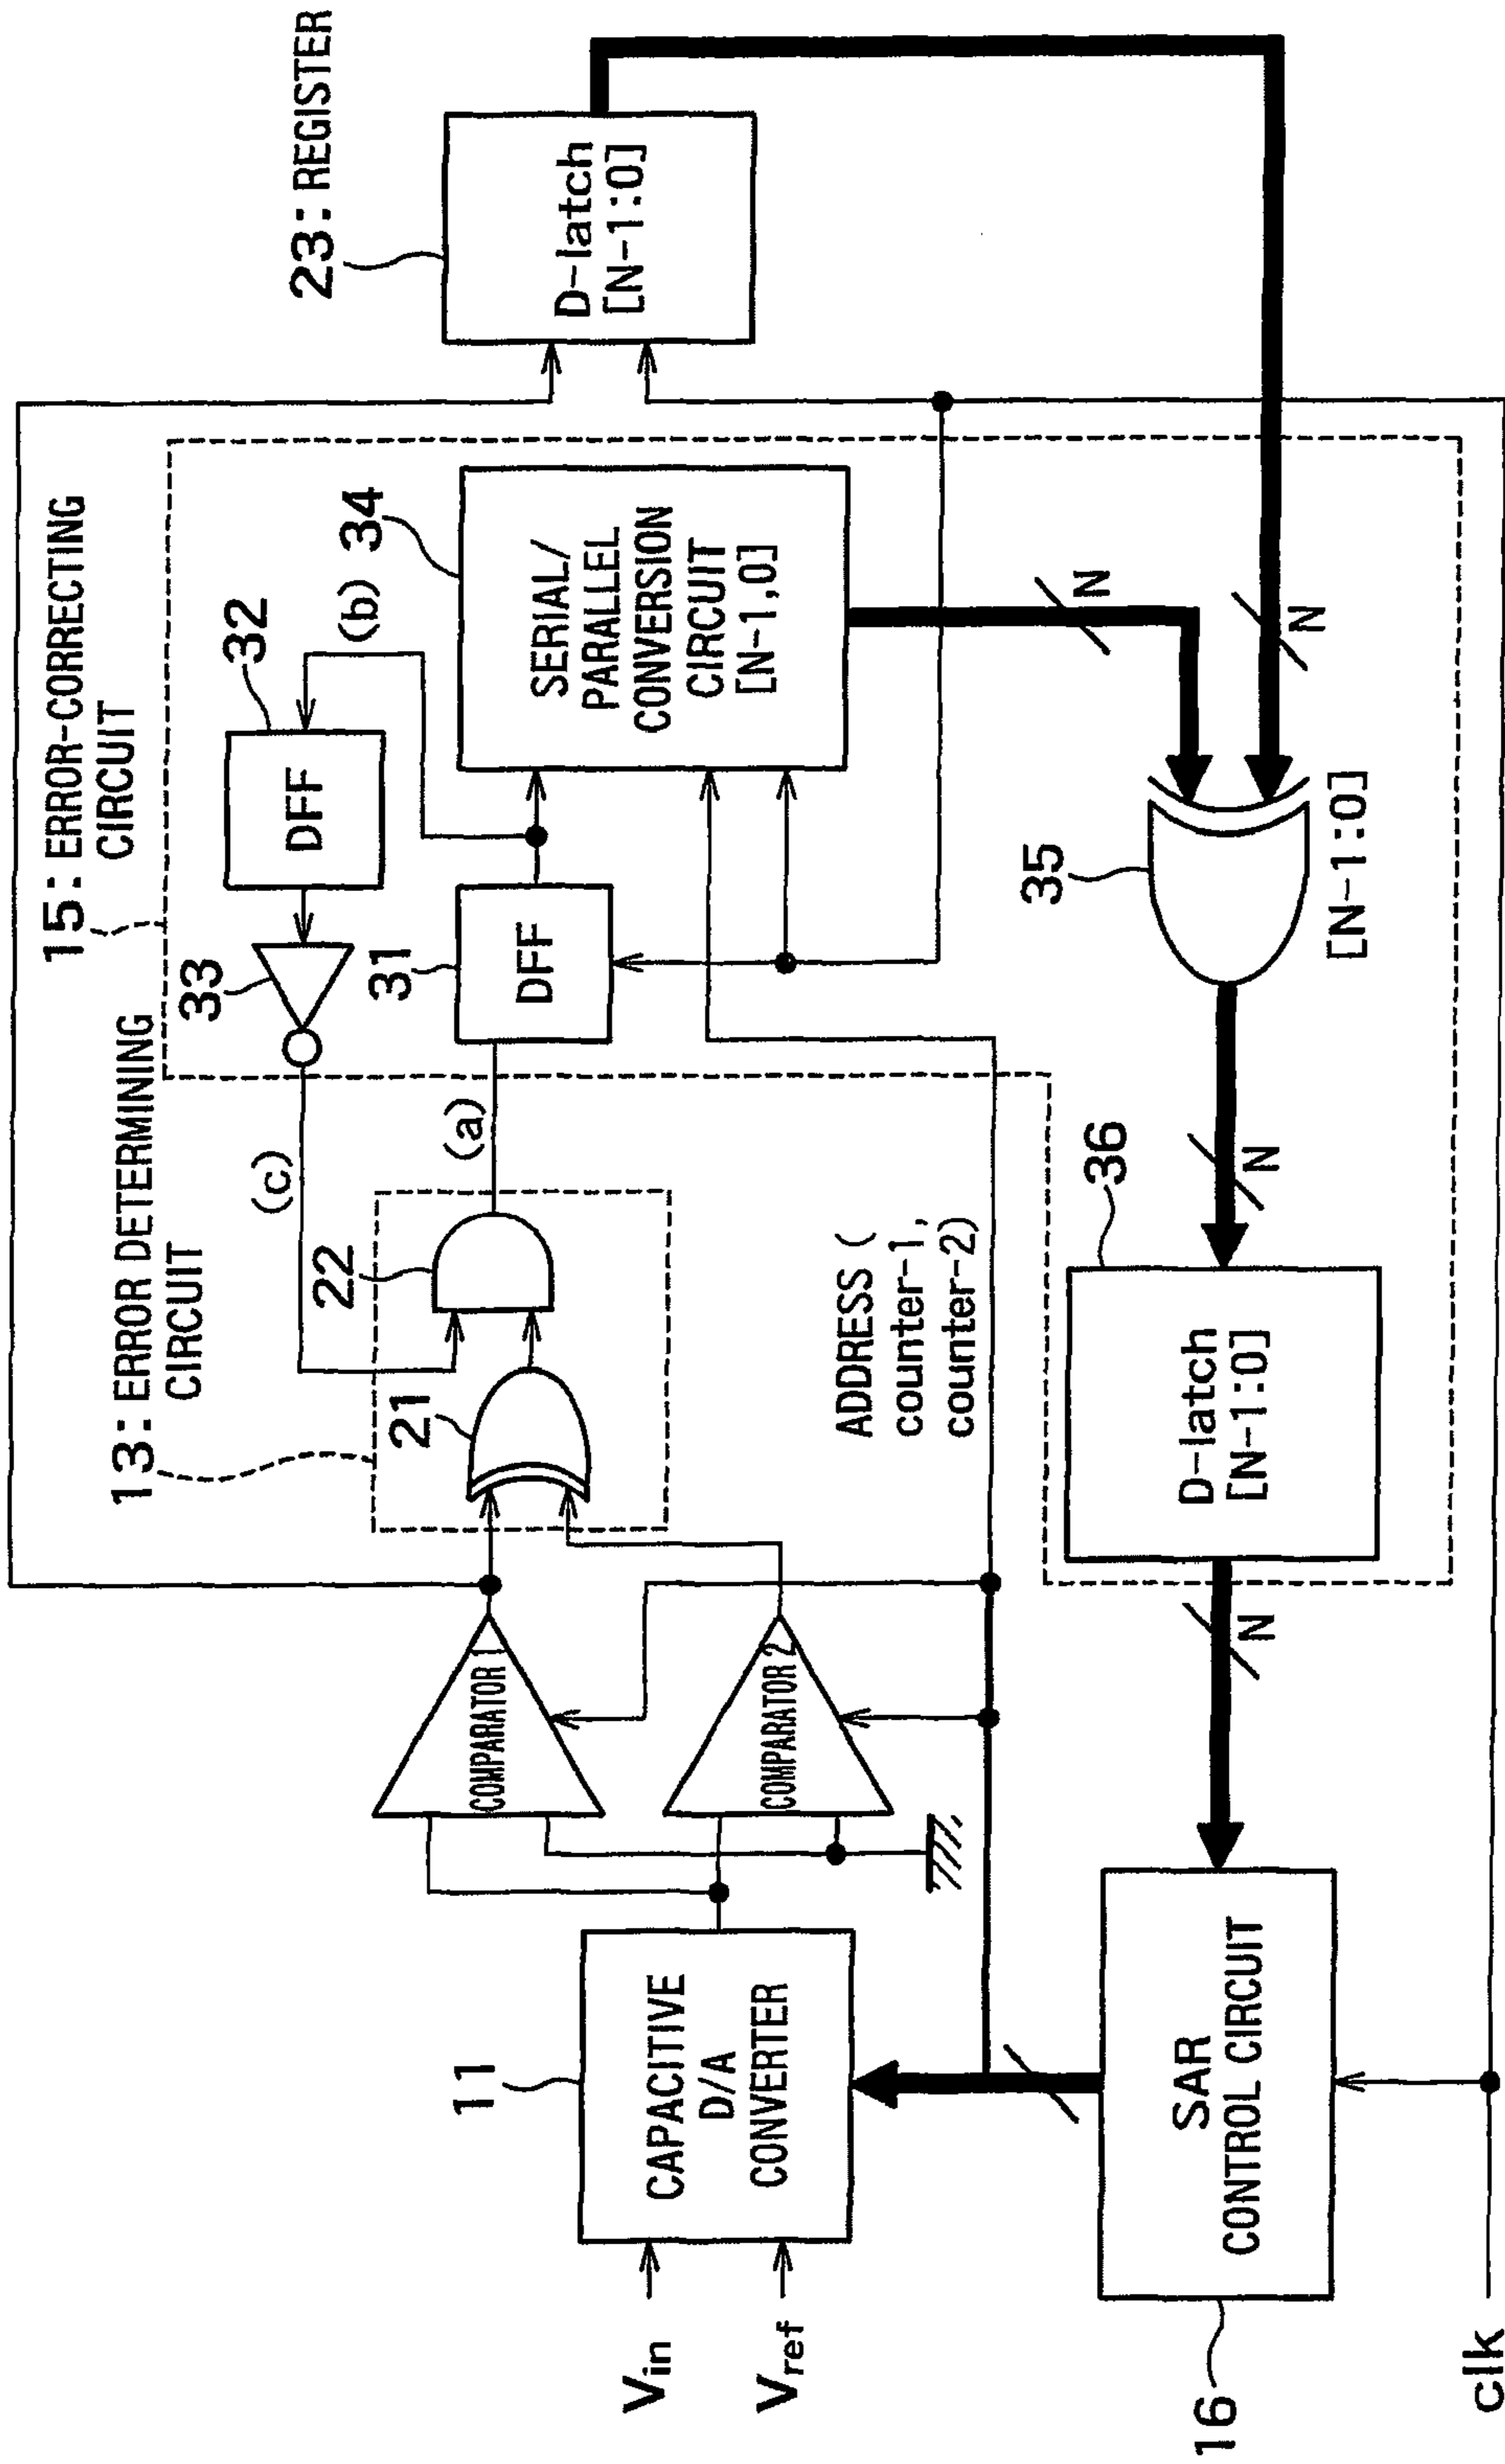 15: ERROR-CORRECTING
CIRCUIT
13: ERROR DETERMINING
CIRCUIT
23: REGISTER
33
32
(b)
34
(c)
22
(a)
31
DFF
DFF
21
SERIAL/
PARALLEL
CONVERSION
CIRCUIT
[N-1,0]
D-latch
[N-1:0]
COMPARATOR 1
COMPARATOR 2
11
CAPACITIVE
D/A
CONVERTER
Vin
Vref
ADDRESS (
counter-1,
counter-2)
N
N
35
[N-1:0]
36
N
D-latch
[N-1:0]
N
SAR
CONTROL CIRCUIT
16
clk